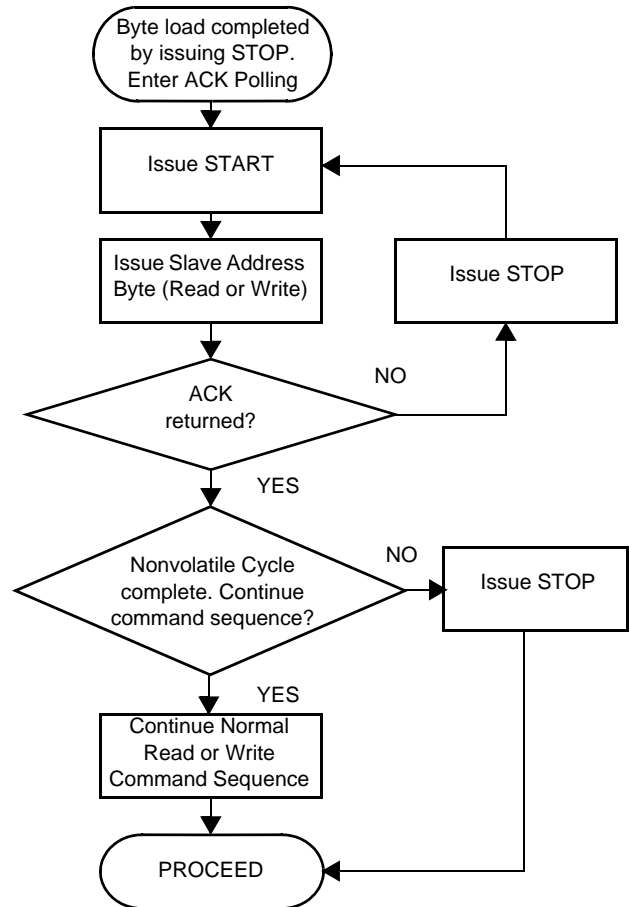 Byte load completed
by issuing STOP.
Enter ACK Polling
Issue START
Issue Slave Address
Byte (Read or Write)
Issue STOP
ACK
returned?
NO
YES
Nonvolatile Cycle
complete. Continue
command sequence?
NO
Issue STOP
YES
Continue Normal
Read or Write
Command Sequence
PROCEED